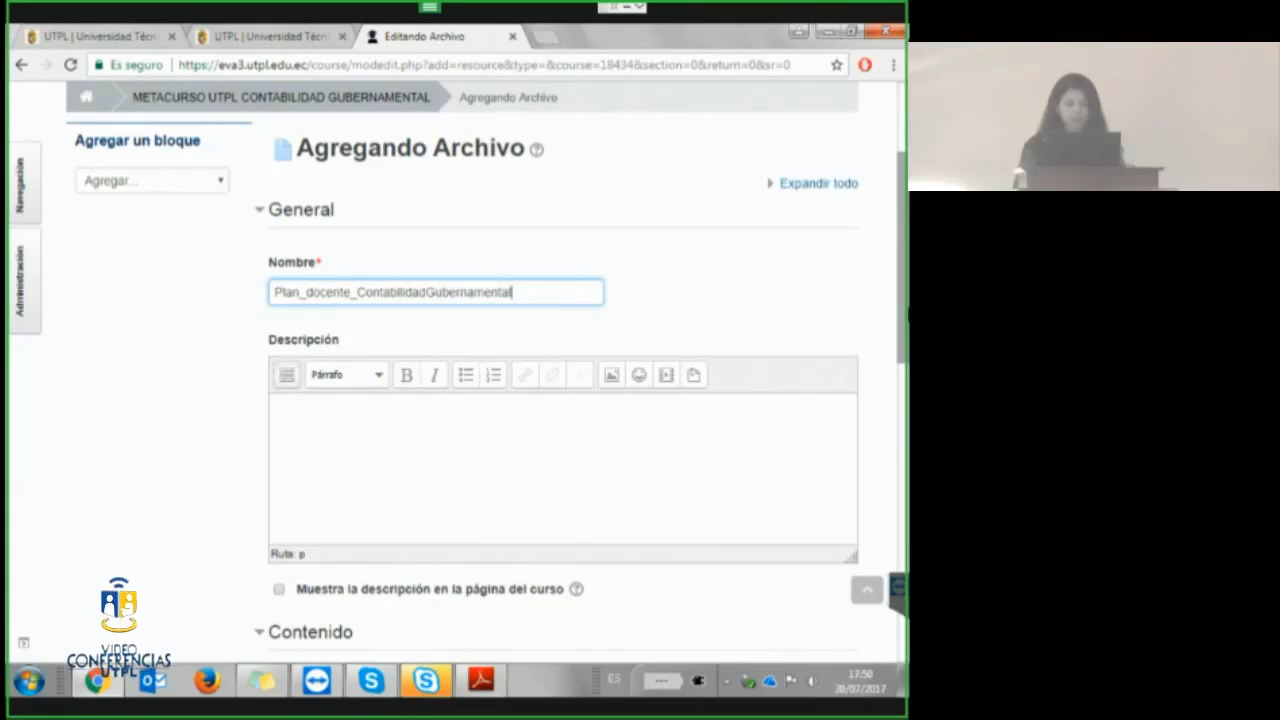 UTPL | Universidad Técni
UTPL | Universidad Técni
Editando Archivo
Es seguro
https://eva3.utpl.edu.ec/course/modedit.php?add=resource&type=&course=18434&section=0&return=0&sr=0
METACURSO UTPL CONTABILIDAD GUBERNAMENTAL
Agregando Archivo
Agregar un bloque
Agregar...
Navegación
Administración
Agregando Archivo
Expandir todo
General
Nombre*
Plan_docente_ContabilidadGubernamental
Descripción
Párrafo
B I
Ruta: p
Muestra la descripción en la página del curso
Contenido
VIDEO
CONFERENCIAS
UTPL
ES
17:50
20/07/2017